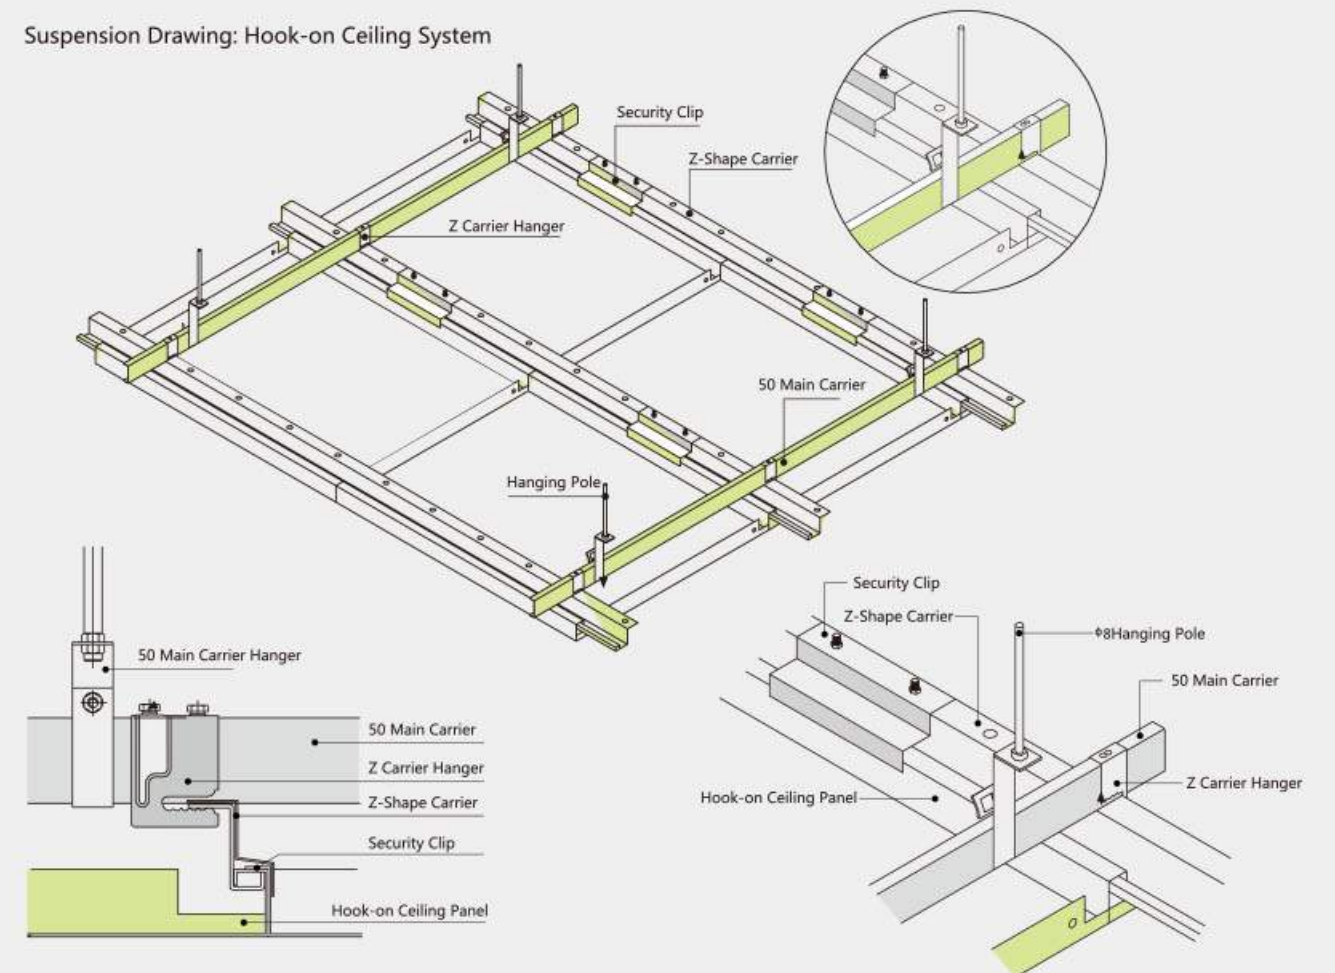 Suspension Drawing: Hook-on Ceiling System
Security Clip
Z-Shape Carrier
Z Carrier Hanger
50 Main Carrier
Hanging Pole
50 Main Carrier Hanger
50 Main Carrier
Z Carrier Hanger
Z-Shape Carrier
Security Clip
Hook-on Ceiling Panel
Security Clip
Z-Shape Carrier
Φ8Hanging Pole
50 Main Carrier
Z Carrier Hanger
Hook-on Ceiling Panel